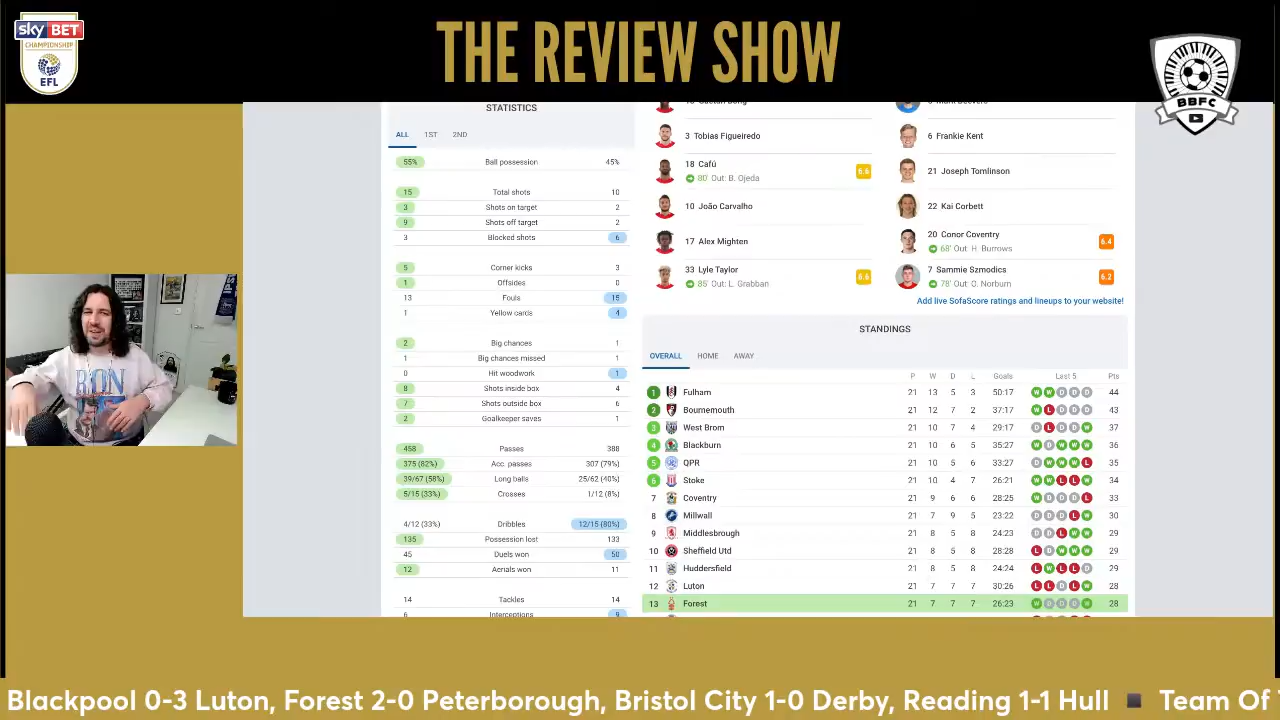 THE REVIEW SHOW
sky BET
CHAMPIONSHIP
EFL
BBFC
STATISTICS
ALL 1ST 2ND
55% Ball possession 45%
15 Total shots 10
3 Shots on target 2
9 Shots off target 2
3 Blocked shots 6
5 Corner kicks 3
1 Offsides 0
13 Fouls 15
1 Yellow cards 4
2 Big chances 1
1 Big chances missed 1
0 Hit woodwork 1
8 Shots inside box 4
7 Shots outside box 6
2 Goalkeeper saves 1
458 Passes 388
375 (82%) Acc. passes 307 (79%)
39/67 (58%) Long balls 25/62 (40%)
5/15 (33%) Crosses 1/12 (8%)
4/12 (33%) Dribbles 12/15 (80%)
135 Possession lost 133
45 Duels won 50
12 Aerials won 11
14 Tackles 14
6 Interceptions 9
3 Tobias Figueiredo
18 Cafú
80' Out: B. Ojeda 6.6
10 João Carvalho
17 Alex Mighten
33 Lyle Taylor
85' Out: L. Grabban 6.6
6 Frankie Kent
21 Joseph Tomlinson
22 Kai Corbett
20 Conor Coventry
68' Out: H. Burrows 6.4
7 Sammie Szmodics
78' Out: O. Norburn 6.2
Add live SofaScore ratings and lineups to your website!
STANDINGS
OVERALL HOME AWAY
P W D L Goals Last 5 Pts
1 Fulham 21 13 5 3 50:17 W W D D D 44
2 Bournemouth 21 12 7 2 37:17 W L D D D 43
3 West Brom 21 10 7 4 29:17 D L D D W 37
4 Blackburn 21 10 6 5 35:27 W D W W W 36
5 QPR 21 10 5 6 33:27 D W W W L 35
6 Stoke 21 10 4 7 26:21 W W L L W 34
7 Coventry 21 9 6 6 28:25 W D D D L 33
8 Millwall 21 7 9 5 23:22 D D D L W 30
9 Middlesbrough 21 8 5 8 24:23 D D L W W 29
10 Sheffield Utd 21 8 5 8 28:28 L D W W W 29
11 Huddersfield 21 8 5 8 24:24 L W L L D 29
12 Luton 21 7 7 7 30:26 L L D L W 28
13 Forest 21 7 7 7 26:23 W D D D W 28
Blackpool 0-3 Luton, Forest 2-0 Peterborough, Bristol City 1-0 Derby, Reading 1-1 Hull ▪ Team Of